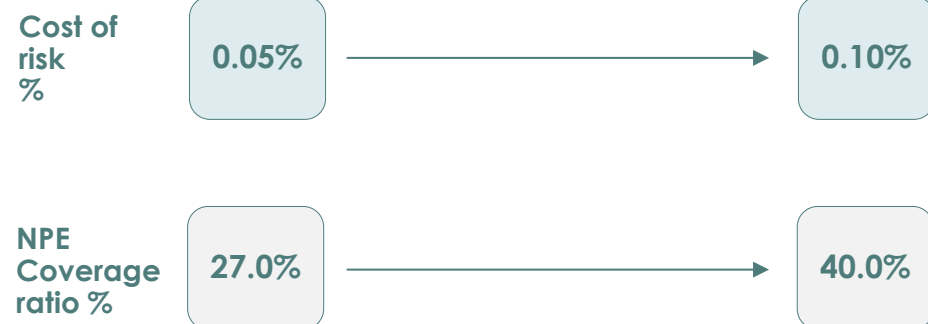 Cost of
risk
%
0.05%
0.10%
NPE
Coverage
ratio %
27.0%
40.0%